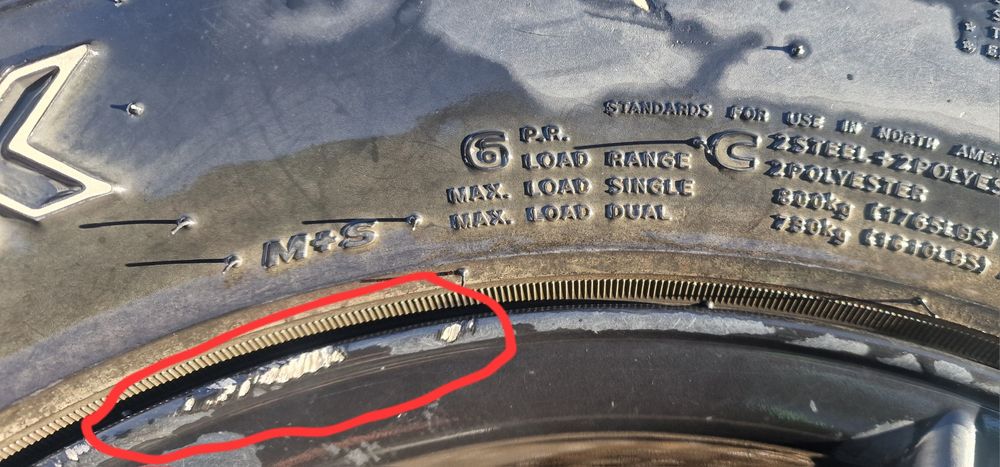 STANDARDS FOR USE IN NORTH AMER
6 P.R.
LOAD RANGE C 2STEEL+2POLYES
MAX. LOAD SINGLE 2POLYESTER
MAX. LOAD DUAL 800kg (1765LBS)
730kg (1610LBS)
M+S